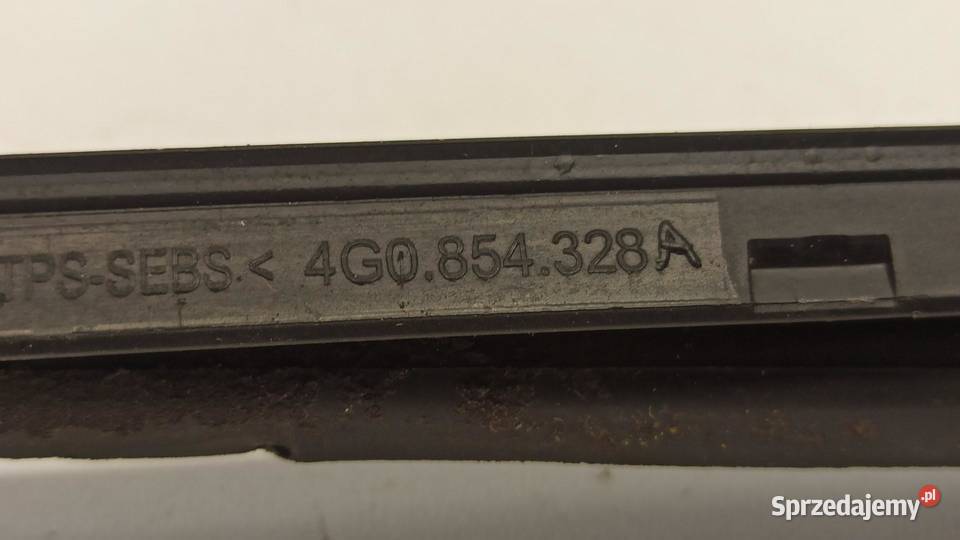 TPS-SEBS < 4G0.854.328A
Sprzedajemy.pl